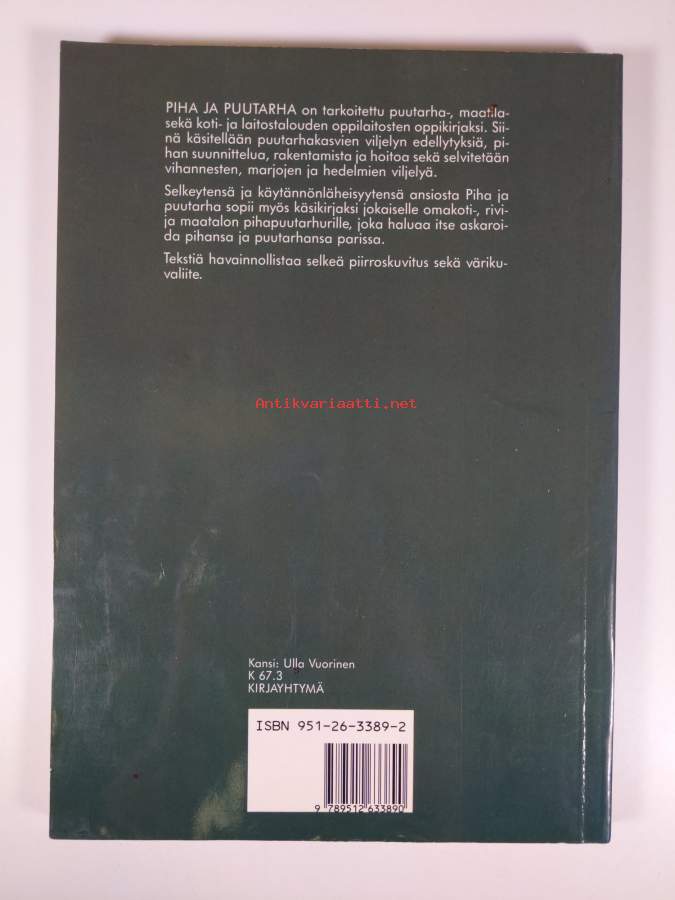 PIHA JA PUUTARHA on tarkoitettu puutarha-, maatila-
sekä koti- ja laitostalouden oppilaitosten oppikirjaksi. Sii-
nä käsitellään puutarhakasvien viljelyn edellytyksiä, pi-
han suunnittelua, rakentamista ja hoitoa sekä selvitetään
vihannesten, marjojen ja hedelmien viljelyä.
Selkeytensä ja käytännönläheisyytensä ansiosta Piha ja
puutarha sopii myös käsikirjaksi jokaiselle omakoti-, rivi-
ja maatalon pihapuutarhurille, joka haluaa itse askaroi-
da pihansa ja puutarhansa parissa.
Tekstiä havainnollistaa selkeä piirroskuvitus sekä väriku-
valiite.
Antikvariaatti.net
Kansi: Ulla Vuorinen
K 67.3
KIRJAYHTYMÄ
ISBN 951-26-3389-2
9 789512 633890